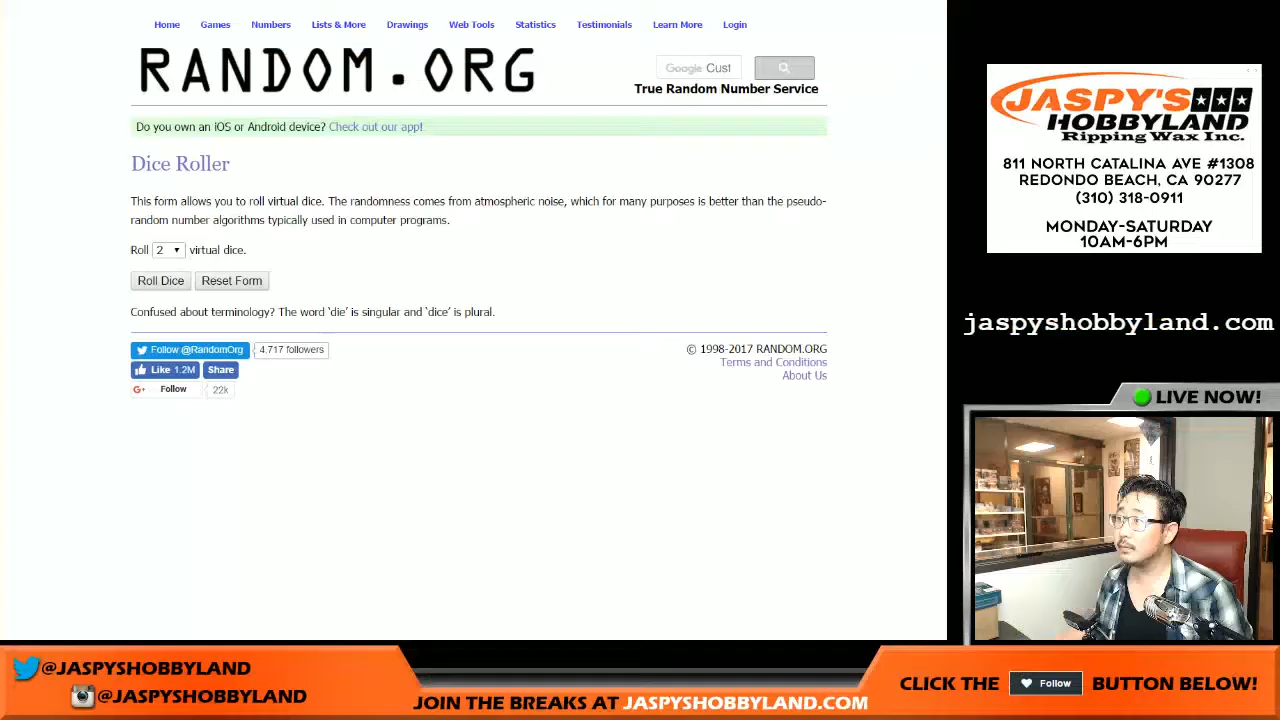 Home Games Numbers Lists & More Drawings Web Tools Statistics Testimonials Learn More Login
RANDOM.ORG
Google Cust
True Random Number Service
Do you own an iOS or Android device? Check out our app!
Dice Roller
This form allows you to roll virtual dice. The randomness comes from atmospheric noise, which for many purposes is better than the pseudo-
random number algorithms typically used in computer programs.
Roll 2 virtual dice.
Roll Dice Reset Form
Confused about terminology? The word 'die' is singular and 'dice' is plural.
Follow @RandomOrg 4,717 followers
Like 1.2M Share
G+ Follow 22k
© 1998-2017 RANDOM.ORG
Terms and Conditions
About Us
JASPY'S
HOBBYLAND
Ripping Wax Inc.
811 NORTH CATALINA AVE #1308
REDONDO BEACH, CA 90277
(310) 318-0911
MONDAY-SATURDAY
10AM-6PM
jaspyshobbyland.com
LIVE NOW!
@JASPYSHOBBYLAND
@JASPYSHOBBYLAND
JOIN THE BREAKS AT JASPYSHOBBYLAND.COM
CLICK THE Follow BUTTON BELOW!